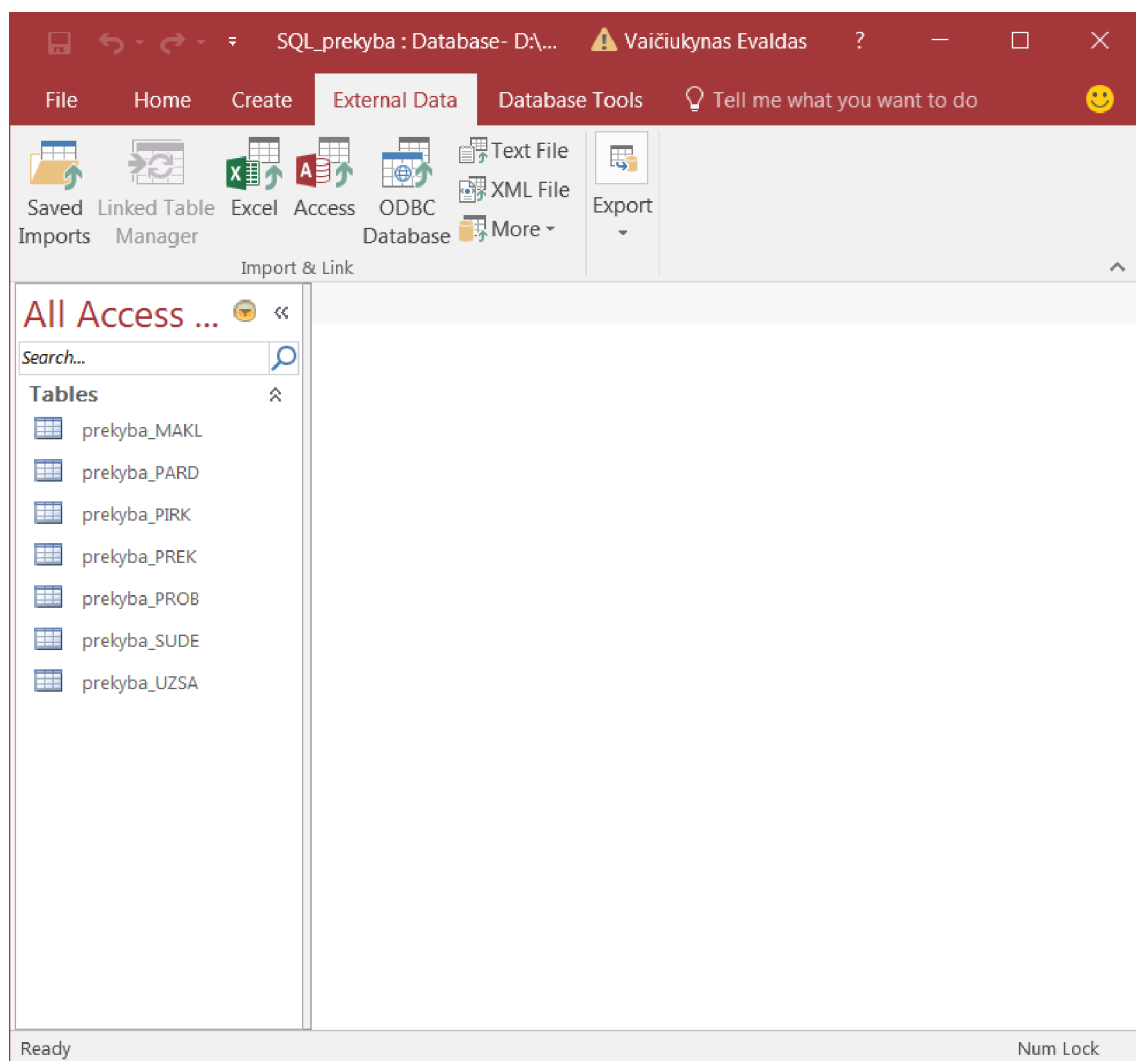 SQL_prekyba : Database- D:\... Vaičiukynas Evaldas ?
File Home Create External Data Database Tools Tell me what you want to do
Saved Imports
Linked Table Manager
Excel
Access
ODBC Database
Text File
XML File
More
Export
Import & Link
All Access ...
Search...
Tables
prekyba_MAKL
prekyba_PARD
prekyba_PIRK
prekyba_PREK
prekyba_PROB
prekyba_SUDE
prekyba_UZSA
Ready Num Lock